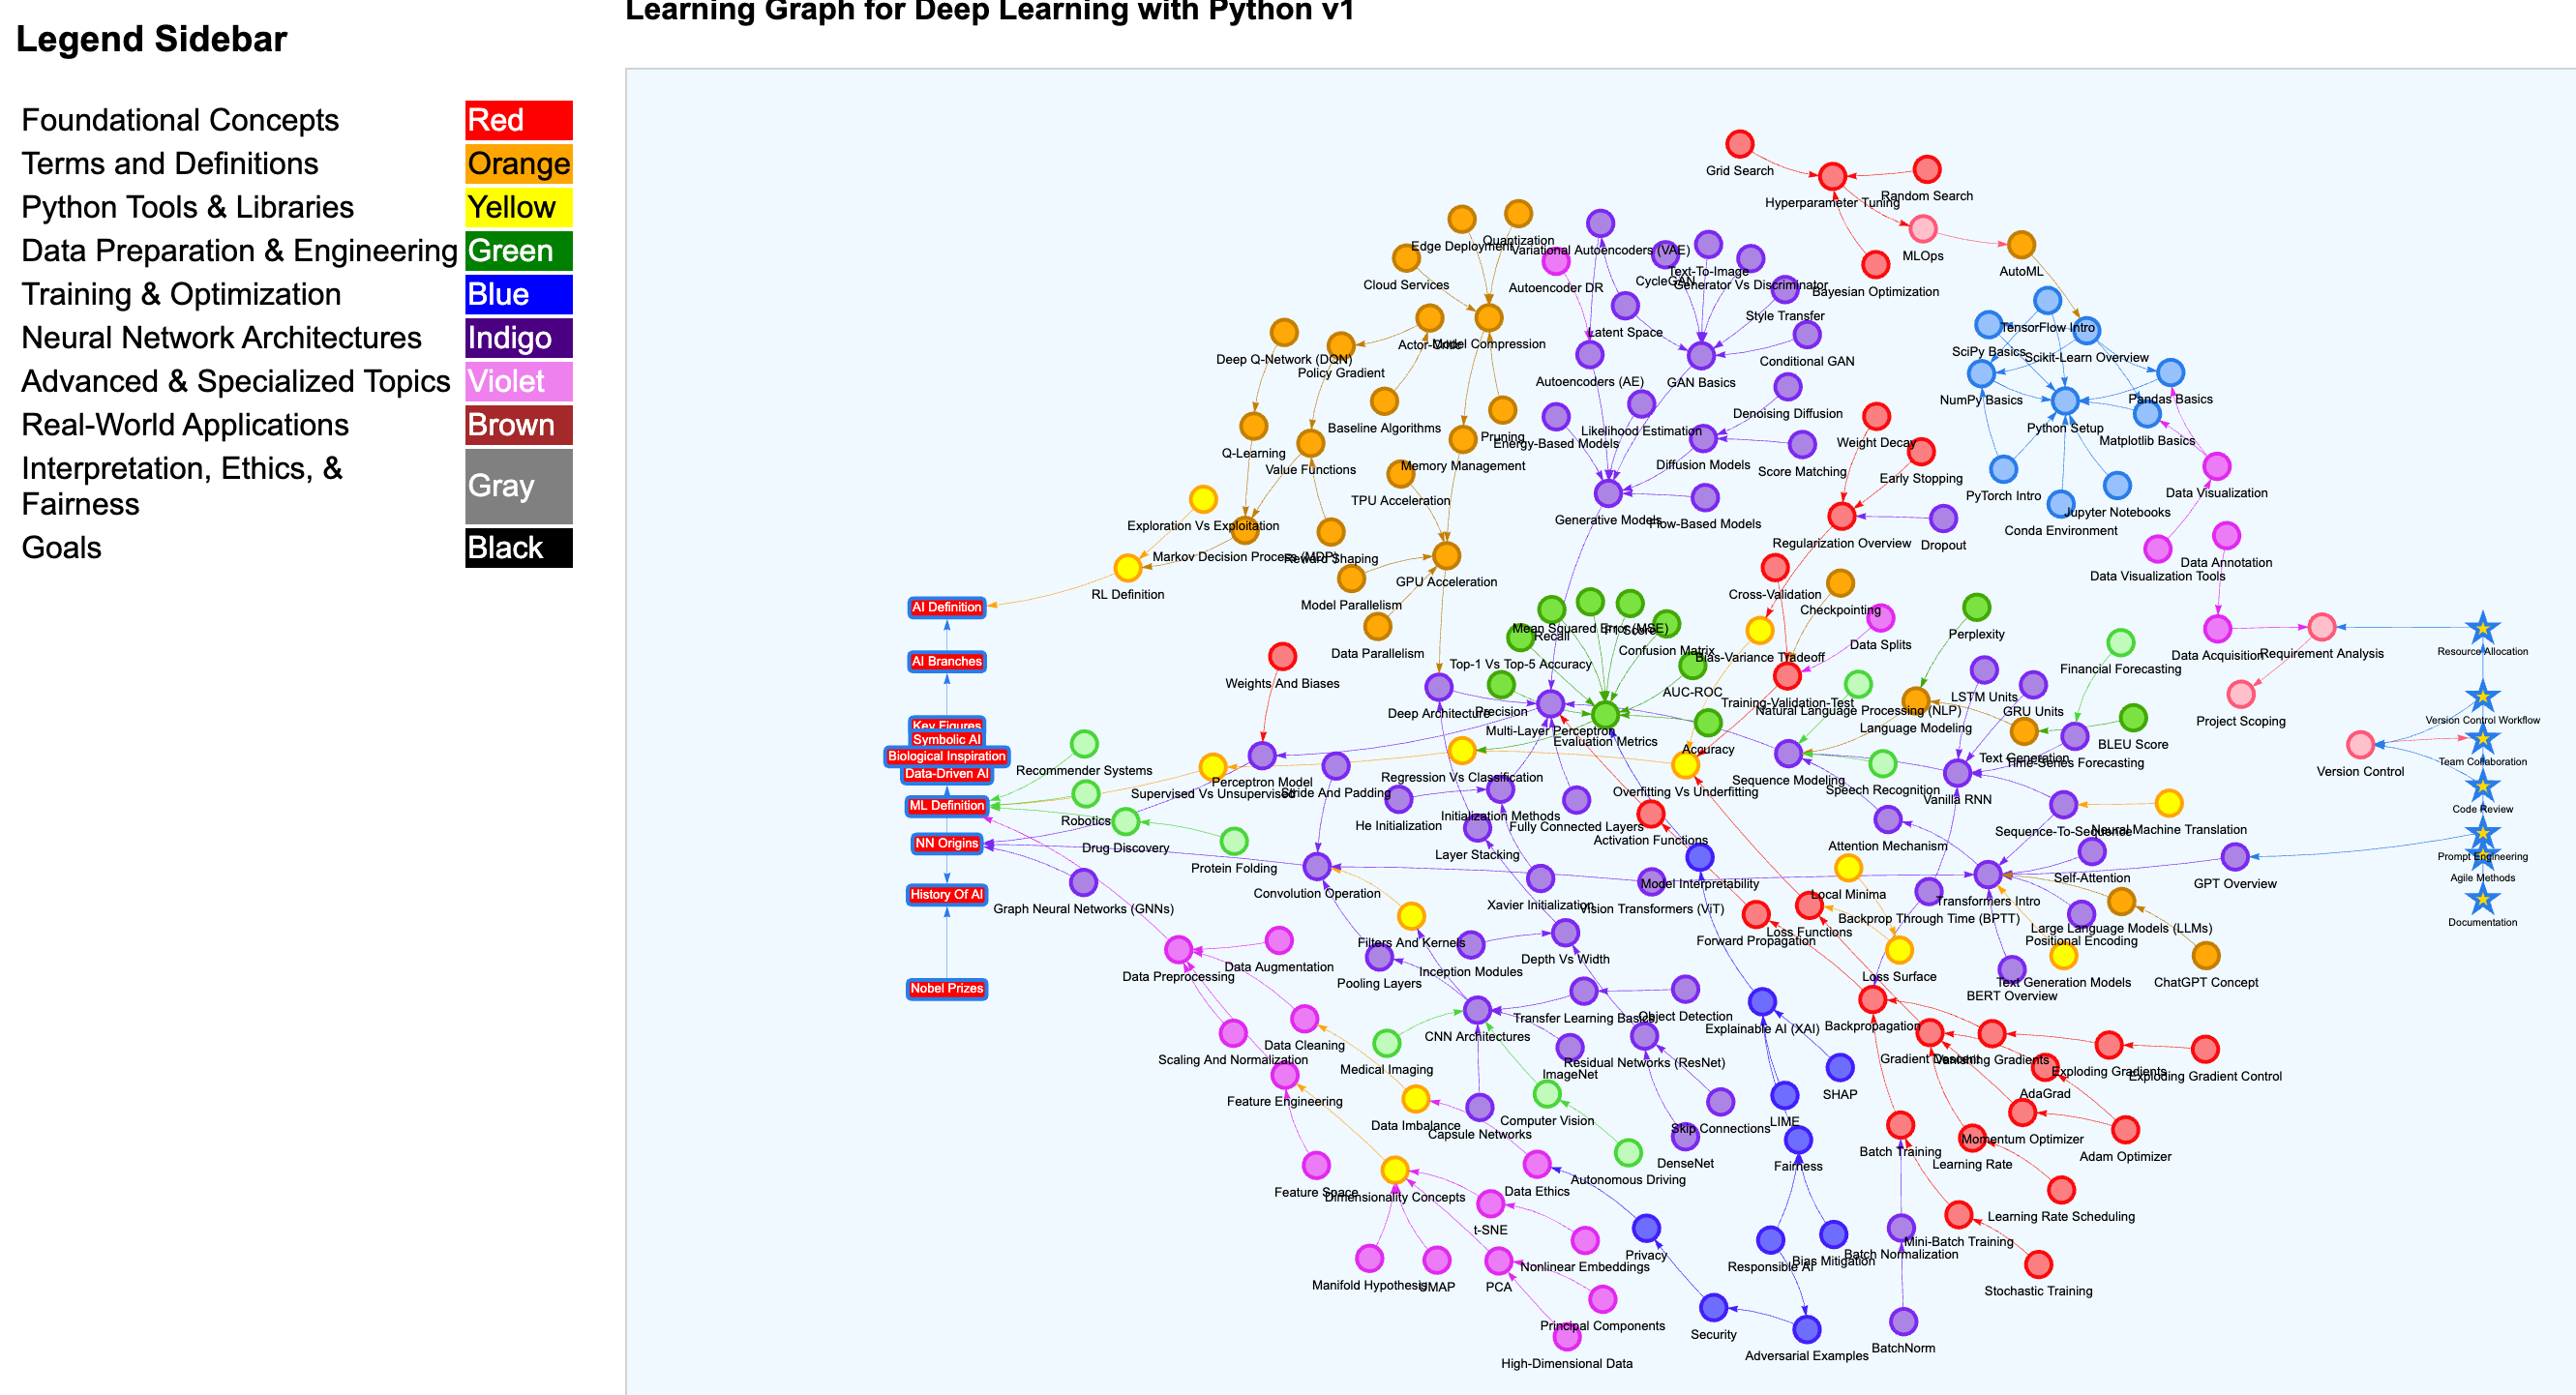 Learning Graph for Deep Learning with Python v1
Legend Sidebar
Foundational Concepts Red
Terms and Definitions Orange
Python Tools & Libraries Yellow
Data Preparation & Engineering Green
Training & Optimization Blue
Neural Network Architectures Indigo
Advanced & Specialized Topics Violet
Real-World Applications Brown
Interpretation, Ethics, &
Fairness
Gray
Goals Black
Grid Search
Random Search
Hyperparameter Tuning
MLOps
AutoML
Bayesian Optimization
Edge Deployment
Quantization
Cloud Services
Variational Autoencoders (VAE)
CycleGAN
Text-To-Image
Generator Vs Discriminator
Autoencoder DR
Style Transfer
Latent Space
Conditional GAN
Model Compression
Actor-Critic
Deep Q-Network (DQN)
Policy Gradient
Autoencoders (AE)
GAN Basics
TensorFlow Intro
SciPy Basics
Scikit-Learn Overview
NumPy Basics
Pandas Basics
Python Setup
Matplotlib Basics
Baseline Algorithms
Pruning
Energy-Based Models
Likelihood Estimation
Denoising Diffusion
Weight Decay
Q-Learning
Value Functions
Memory Management
Diffusion Models
Score Matching
Early Stopping
TPU Acceleration
PyTorch Intro
Data Visualization
Jupyter Notebooks
Conda Environment
Exploration Vs Exploitation
Generative Models
Flow-Based Models
Markov Decision Process (MDP)
Reward Shaping
Regularization Overview
Dropout
Data Annotation
Data Visualization Tools
RL Definition
GPU Acceleration
Cross-Validation
Checkpointing
AI Definition
Model Parallelism
Mean Squared Error (MSE)
Recall
F1 Score
Confusion Matrix
Data Splits
Perplexity
Data Parallelism
Bias-Variance Tradeoff
Data Acquisition
Requirement Analysis
Resource Allocation
AI Branches
Top-1 Vs Top-5 Accuracy
Financial Forecasting
Weights And Biases
AUC-ROC
Training-Validation-Test
LSTM Units
GRU Units
Project Scoping
Version Control Workflow
Deep Architecture
Precision
Natural Language Processing (NLP)
Language Modeling
Key Figures
Symbolic AI
Biological Inspiration
Data-Driven AI
Multi-Layer Perceptron
Evaluation Metrics
Accuracy
Text Generation
Time-Series Forecasting
BLEU Score
Team Collaboration
Version Control
Recommender Systems
Perceptron Model
Supervised Vs Unsupervised
Stride And Padding
Regression Vs Classification
Overfitting Vs Underfitting
Sequence Modeling
Speech Recognition
Vanilla RNN
ML Definition
Robotics
Initialization Methods
He Initialization
Fully Connected Layers
Code Review
Sequence-To-Sequence
Neural Machine Translation
NN Origins
Drug Discovery
Protein Folding
Layer Stacking
Activation Functions
Attention Mechanism
Prompt Engineering
Agile Methods
History Of AI
Graph Neural Networks (GNNs)
Convolution Operation
Xavier Initialization
Vision Transformers (ViT)
Model Interpretability
Local Minima
Transformers Intro
Self-Attention
GPT Overview
Documentation
Backprop Through Time (BPTT)
Loss Functions
Forward Propagation
Large Language Models (LLMs)
Positional Encoding
Filters And Kernels
Inception Modules
Depth Vs Width
Data Preprocessing
Data Augmentation
Pooling Layers
Loss Surface
BERT Overview
Text Generation Models
ChatGPT Concept
Nobel Prizes
Transfer Learning Basics
Object Detection
Explainable AI (XAI)
Backpropagation
Data Cleaning
Scaling And Normalization
CNN Architectures
Medical Imaging
ImageNet
Residual Networks (ResNet)
Gradient Descent
Vanishing Gradients
Exploding Gradients
Exploding Gradient Control
AdaGrad
SHAP
Feature Engineering
Data Imbalance
Capsule Networks
Computer Vision
Skip Connections
LIME
Momentum Optimizer
Batch Training
Learning Rate
Adam Optimizer
DenseNet
Fairness
Autonomous Driving
Feature Space
Dimensionality Concepts
Data Ethics
Learning Rate Scheduling
t-SNE
Mini-Batch Training
Batch Normalization
Privacy
Nonlinear Embeddings
Responsible AI
Bias Mitigation
Manifold Hypothesis
UMAP
PCA
Stochastic Training
Principal Components
Security
Adversarial Examples
BatchNorm
High-Dimensional Data